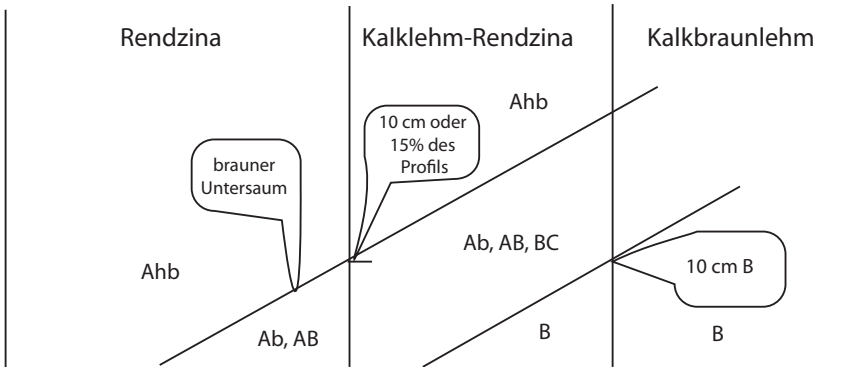 Rendzina
Kalklehm-Rendzina
Kalkbraunlehm
Ahb
10 cm oder
15% des
Profils
brauner
Untersaum
Ab, AB, BC
Ahb
10 cm B
Ab, AB
B
B